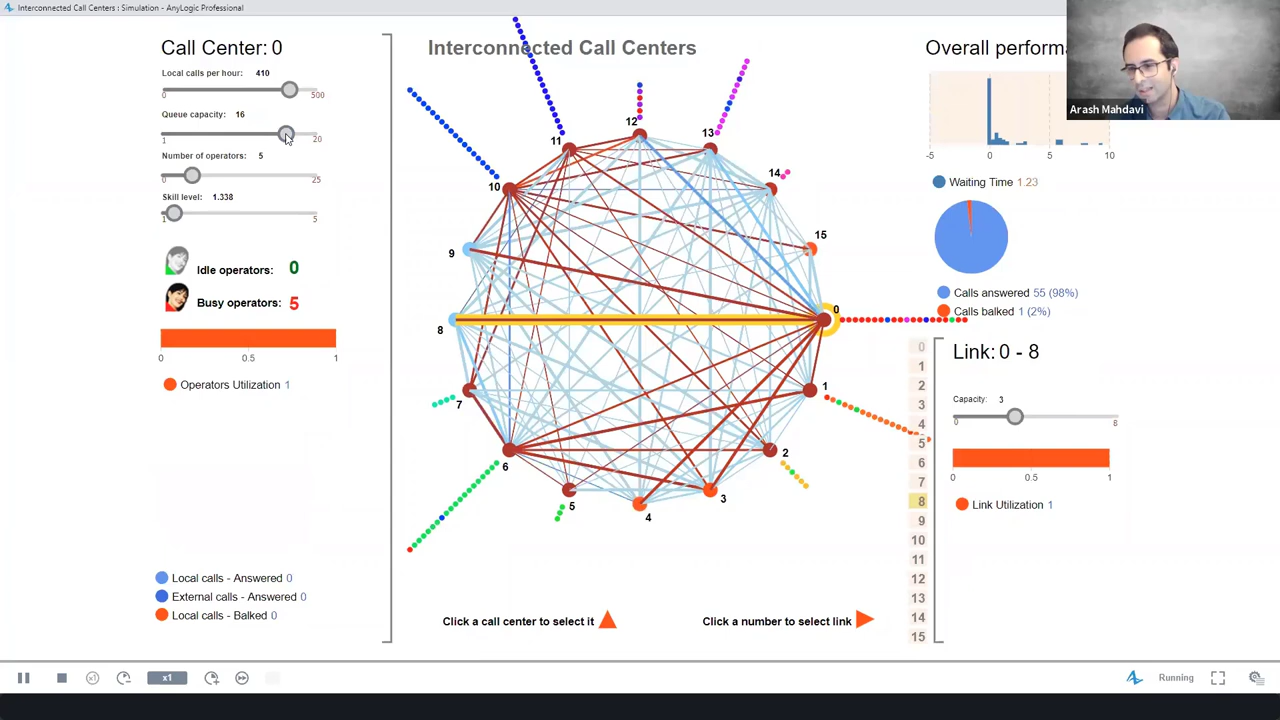 Interconnected Call Centers : Simulation - AnyLogic Professional
Call Center: 0
Local calls per hour: 410
0 500
Queue capacity: 16
1 20
Number of operators: 5
0 25
Skill level: 1.338
1 5
Idle operators: 0
Busy operators: 5
0 0.5 1
Operators Utilization 1
Local calls - Answered 0
External calls - Answered 0
Local calls - Balked 0
Interconnected Call Centers
12
11
13
10
14
9
15
8
0
7
1
6
2
5
3
4
Click a call center to select it
Click a number to select link
0
1
2
3
4
5
6
7
8
9
10
11
12
13
14
15
Overall performa
-5 0 5 10
Waiting Time 1.23
Calls answered 55 (98%)
Calls balked 1 (2%)
Link: 0 - 8
Capacity: 3
0 8
0 0.5 1
Link Utilization 1
Arash Mahdavi
x1
x1
Running